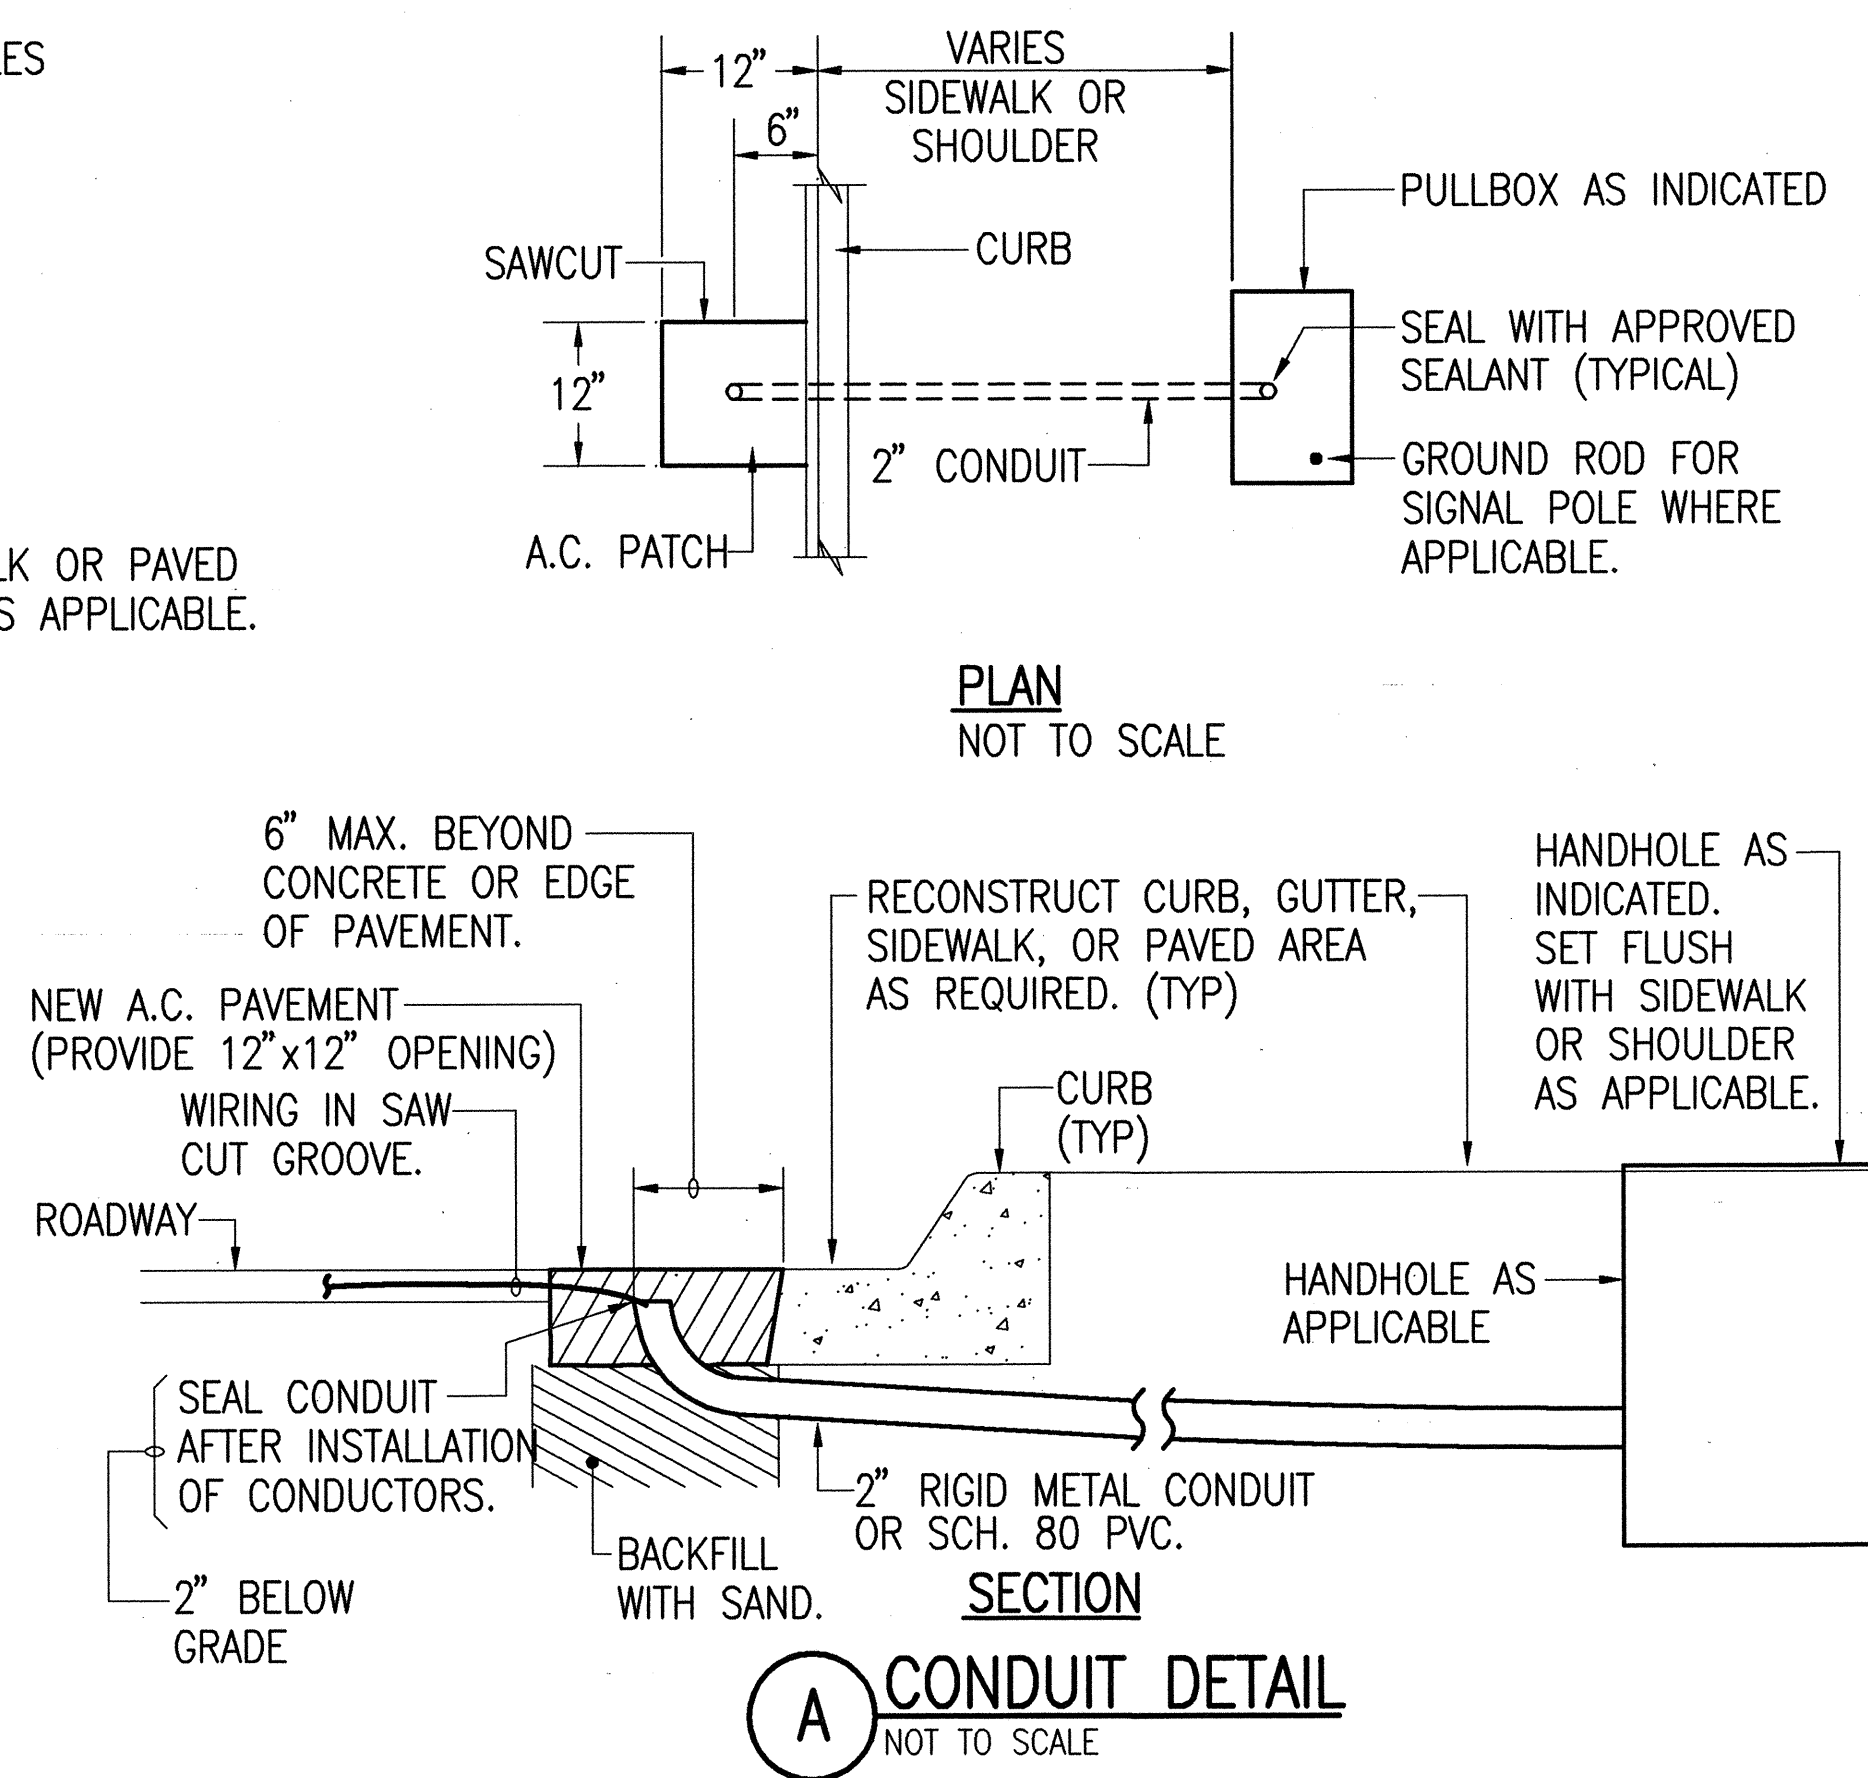 12”
VARIES
SIDEWALK OR
SHOULDER
6”
PULLBOX AS INDICATED
CURB
SAWCUT
SEAL WITH APPROVED
SEALANT (TYPICAL)
12”
2” CONDUIT
GROUND ROD FOR
SIGNAL POLE WHERE
APPLICABLE.
A.C. PATCH
LK OR PAVED
S APPLICABLE.
PLAN
NOT TO SCALE
6” MAX. BEYOND
CONCRETE OR EDGE
OF PAVEMENT.
RECONSTRUCT CURB, GUTTER,
SIDEWALK, OR PAVED AREA
AS REQUIRED. (TYP)
HANDHOLE AS
INDICATED.
SET FLUSH
WITH SIDEWALK
OR SHOULDER
AS APPLICABLE.
NEW A.C. PAVEMENT
(PROVIDE 12”x12” OPENING)
WIRING IN SAW
CUT GROOVE.
CURB
(TYP)
ROADWAY
HANDHOLE AS
APPLICABLE
SEAL CONDUIT
AFTER INSTALLATION
OF CONDUCTORS.
2” BELOW
GRADE
BACKFILL
WITH SAND.
2” RIGID METAL CONDUIT
OR SCH. 80 PVC.
SECTION
A
CONDUIT DETAIL
NOT TO SCALE